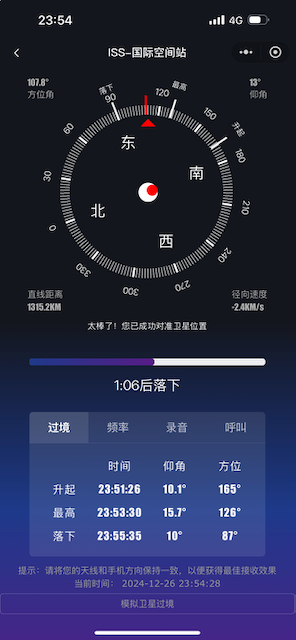 23:54
4G
ISS-国际空间站
107.8°
方位角
13°
仰角
落下
90
120
最高
150
升起
180
210
240
270
300
330
0
30
60
东
南
北
西
直线距离
1315.2KM
径向速度
-2.4KM/s
太棒了！您已成功对准卫星位置
1:06后落下
过境 频率 录音 呼叫
时间 仰角 方位
升起 23:51:26 10.1° 165°
最高 23:53:30 15.7° 126°
落下 23:55:35 10° 87°
提示：请将您的天线和手机方向保持一致，以便获得最佳接收效果
当前时间： 2024-12-26 23:54:28
模拟卫星过境